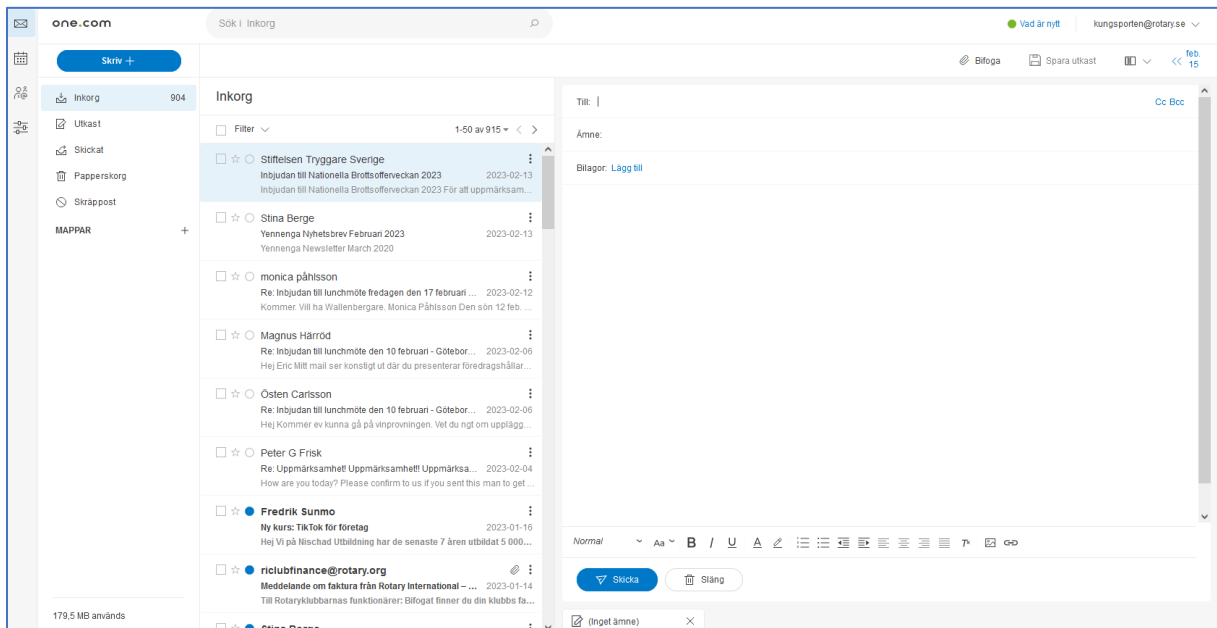 one.com
Sök i Inkorg
Vad är nytt
kungsporten@rotary.se
Skriv +
Bifoga
Spara utkast
feb.
15
Inkorg 904
Utkast
Skickat
Papperskorg
Skräppost
MAPPAR +
179,5 MB används
Inkorg
Filter
1-50 av 915
Stiftelsen Tryggare Sverige
Inbjudan till Nationella Brottsofferveckan 2023 2023-02-13
Inbjudan till Nationella Brottsofferveckan 2023 För att uppmärksam...
Stina Berge
Yennenga Nyhetsbrev Februari 2023 2023-02-13
Yennenga Newsletter March 2020
monica påhlsson
Re: Inbjudan till lunchmöte fredagen den 17 februari ... 2023-02-12
Kommer. Vill ha Wallenbergare. Monica Påhlsson Den sön 12 feb. ...
Magnus Härröd
Re: Inbjudan till lunchmöte den 10 februari - Götebor... 2023-02-06
Hej Eric Mitt mail ser konstigt ut där du presenterar föredragshållar...
Östen Carlsson
Re: Inbjudan till lunchmöte den 10 februari - Götebor... 2023-02-06
Hej Kommer ev kunna gå på vinprovningen. Vet du ngt om upplägg...
Peter G Frisk
Re: Uppmärksamhet! Uppmärksamhet!! Uppmärksa... 2023-02-04
How are you today? Please confirm to us if you sent this man to get ...
Fredrik Sunmo
Ny kurs: TikTok för företag 2023-01-16
Hej Vi på Nischad Utbildning har de senaste 7 åren utbildat 5 000...
riclubfinance@rotary.org
Meddelande om faktura från Rotary International – ... 2023-01-14
Till Rotaryklubbarnas funktionärer: Bifogat finner du din klubbs fa...
Stina Berge
Till:
Cc Bcc
Ämne:
Bilagor: Lägg till
Normal Aa B I U A
Skicka
Släng
(Inget ämne)